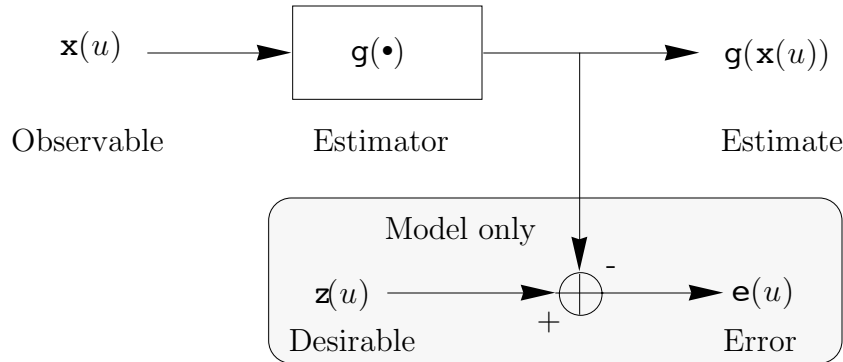 x(u)
g(•)
g(x(u))
Observable
Estimator
Estimate
Model only
-
z(u)
e(u)
+
Desirable
Error